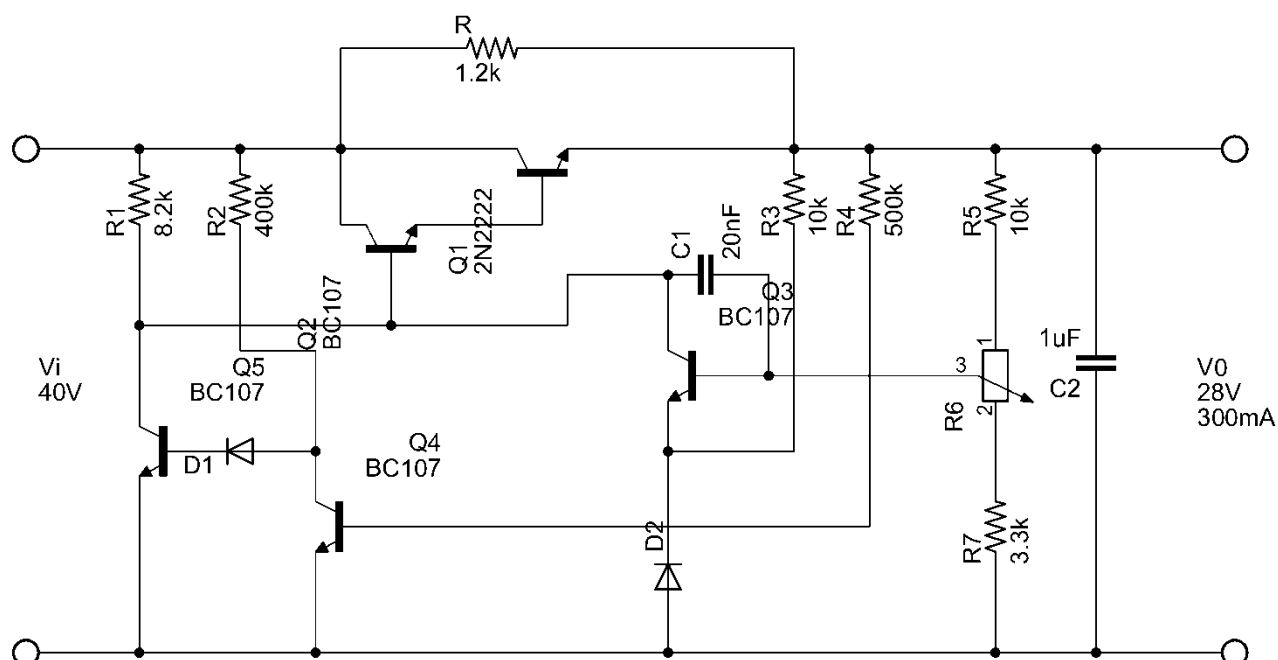 R
1.2k
R1
8.2k
R2
400k
Q1
2N2222
C1
20nF
R3
10k
R4
500k
R5
10k
Q3
BC107
Q2
BC107
Vi
40V
Q5
BC107
1
3
2
R6
1uF
C2
V0
28V
300mA
D1
Q4
BC107
D2
R7
3.3k